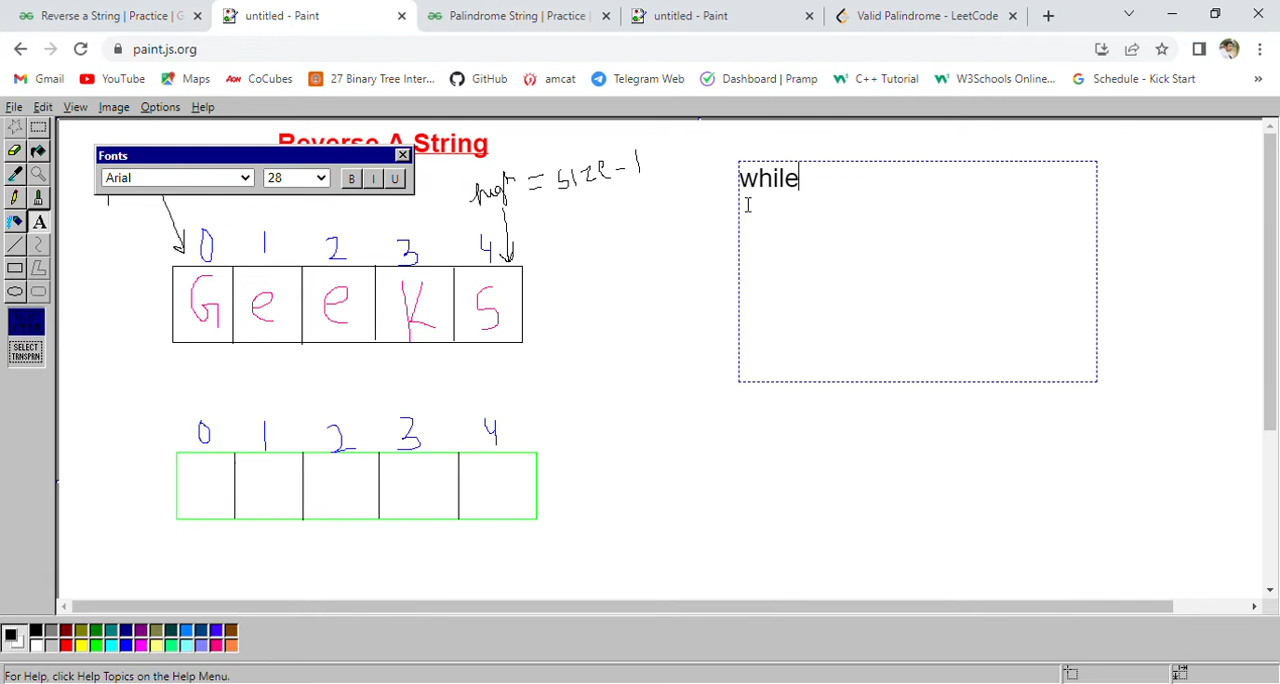 Reverse a String | Practice | G
untitled - Paint
Palindrome String | Practice |
untitled - Paint
Valid Palindrome - LeetCode
paint.js.org
Gmail
YouTube
Maps
CoCubes
27 Binary Tree Inter...
GitHub
amcat
Telegram Web
Dashboard | Pramp
C++ Tutorial
W3Schools Online...
Schedule - Kick Start
»
File Edit View Image Options Help
Reverse A String
Fonts
Arial
28
B I U
= size-1
while
0 1 2 3 4
G e e K S
SELECT
TRNSPRN
0 1 2 3 4
For Help, click Help Topics on the Help Menu.